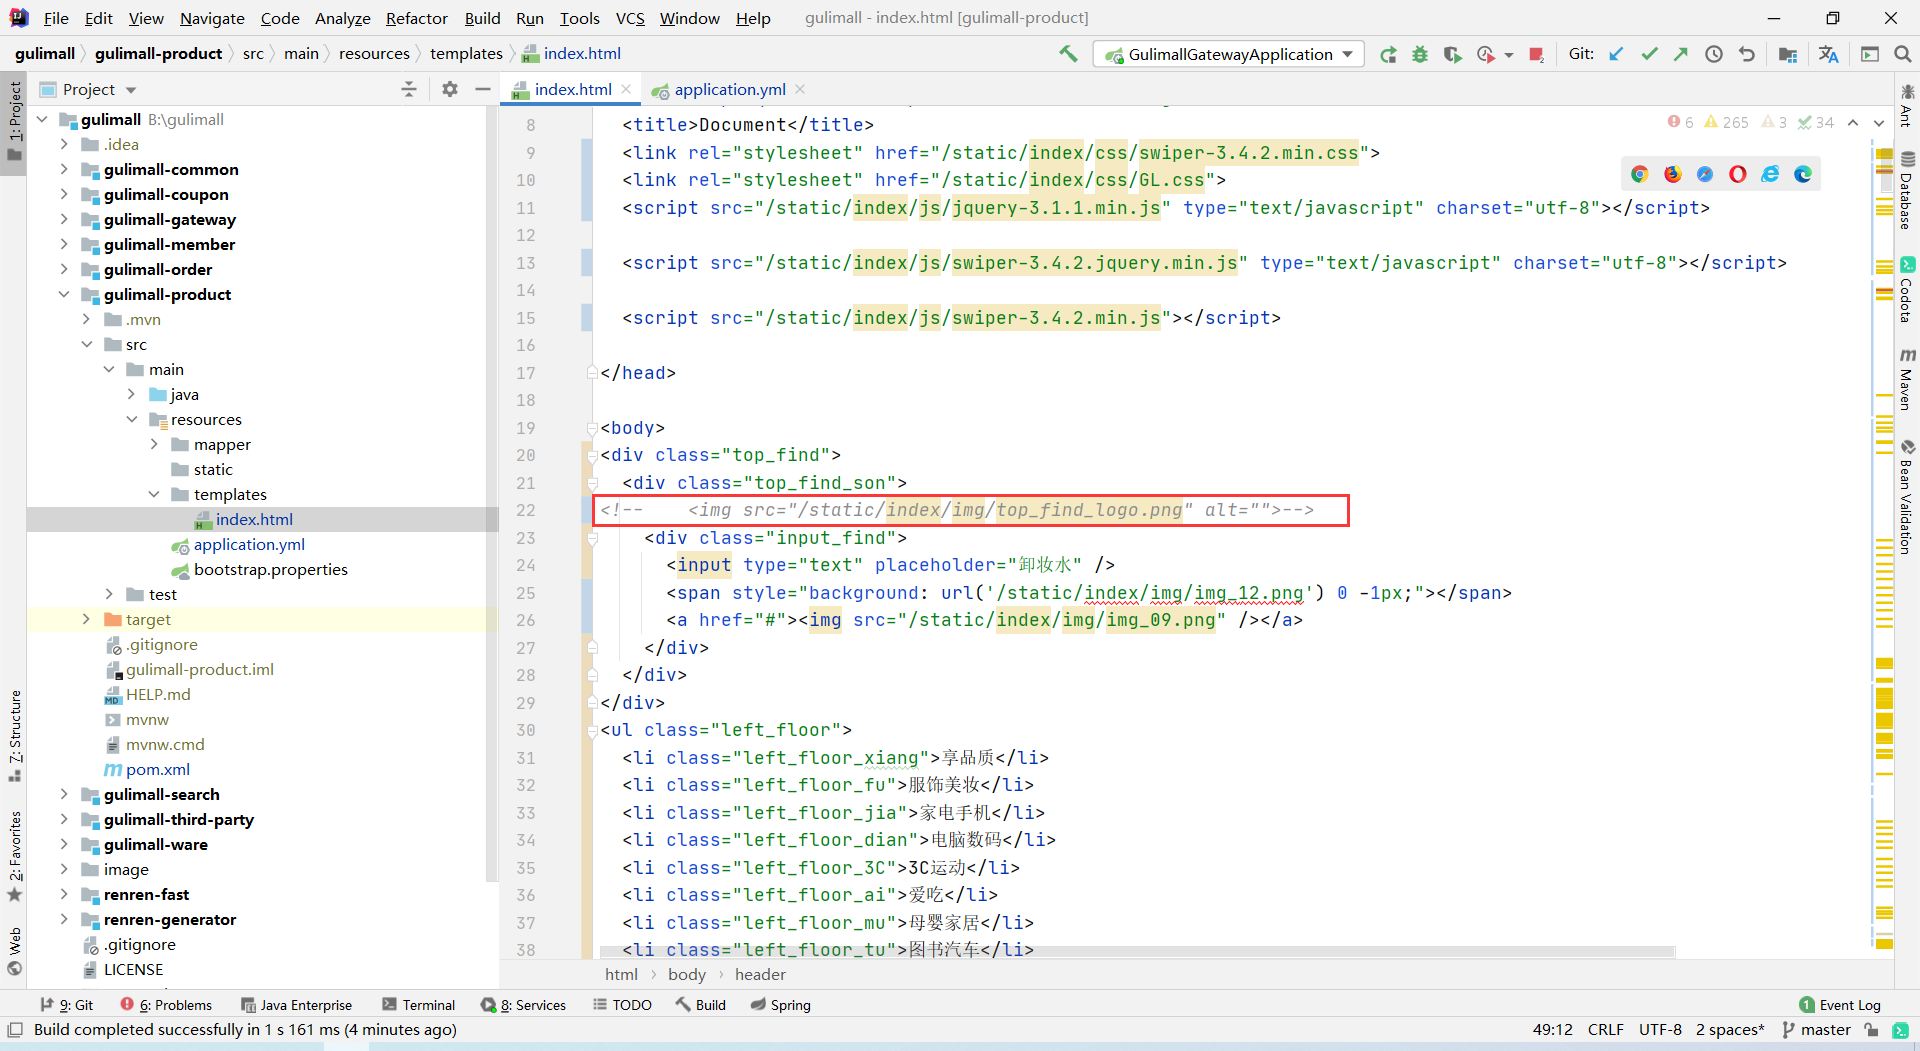 File Edit View Navigate Code Analyze Refactor Build Run Tools VCS Window Help gulimall - index.html [gulimall-product]
gulimall gulimall-product src main resources templates index.html GulimallGatewayApplication Git:
Project
index.html
application.yml
1: Project
7: Structure
2: Favorites
Web
gulimall B:\gulimall
.idea
gulimall-common
gulimall-coupon
gulimall-gateway
gulimall-member
gulimall-order
gulimall-product
.mvn
src
main
java
resources
mapper
static
templates
index.html
application.yml
bootstrap.properties
test
target
.gitignore
gulimall-product.iml
HELP.md
mvnw
mvnw.cmd
pom.xml
gulimall-search
gulimall-third-party
gulimall-ware
image
renren-fast
renren-generator
.gitignore
LICENSE
6 265 3 34
8 <title>Document</title>
9 <link rel="stylesheet" href="/static/index/css/swiper-3.4.2.min.css">
10 <link rel="stylesheet" href="/static/index/css/GL.css">
11 <script src="/static/index/js/jquery-3.1.1.min.js" type="text/javascript" charset="utf-8"></script>
12
13 <script src="/static/index/js/swiper-3.4.2.jquery.min.js" type="text/javascript" charset="utf-8"></script>
14
15 <script src="/static/index/js/swiper-3.4.2.min.js"></script>
16
17 </head>
18
19 <body>
20 <div class="top_find">
21 <div class="top_find_son">
22 <!-- <img src="/static/index/img/top_find_logo.png" alt="">-->
23 <div class="input_find">
24 <input type="text" placeholder="卸妆水" />
25 <span style="background: url('/static/index/img/img_12.png') 0 -1px;"></span>
26 <a href="#"><img src="/static/index/img/img_09.png" /></a>
27 </div>
28 </div>
29 </div>
30 <ul class="left_floor">
31 <li class="left_floor_xiang">享品质</li>
32 <li class="left_floor_fu">服饰美妆</li>
33 <li class="left_floor_jia">家电手机</li>
34 <li class="left_floor_dian">电脑数码</li>
35 <li class="left_floor_3C">3C运动</li>
36 <li class="left_floor_ai">爱吃</li>
37 <li class="left_floor_mu">母婴家居</li>
38 <li class="left_floor_tu">图书汽车</li>
html body header
Ant
Database
Codota
Maven
Bean Validation
9: Git 6: Problems Java Enterprise Terminal 8: Services TODO Build Spring 1 Event Log
Build completed successfully in 1 s 161 ms (4 minutes ago) 49:12 CRLF UTF-8 2 spaces* master